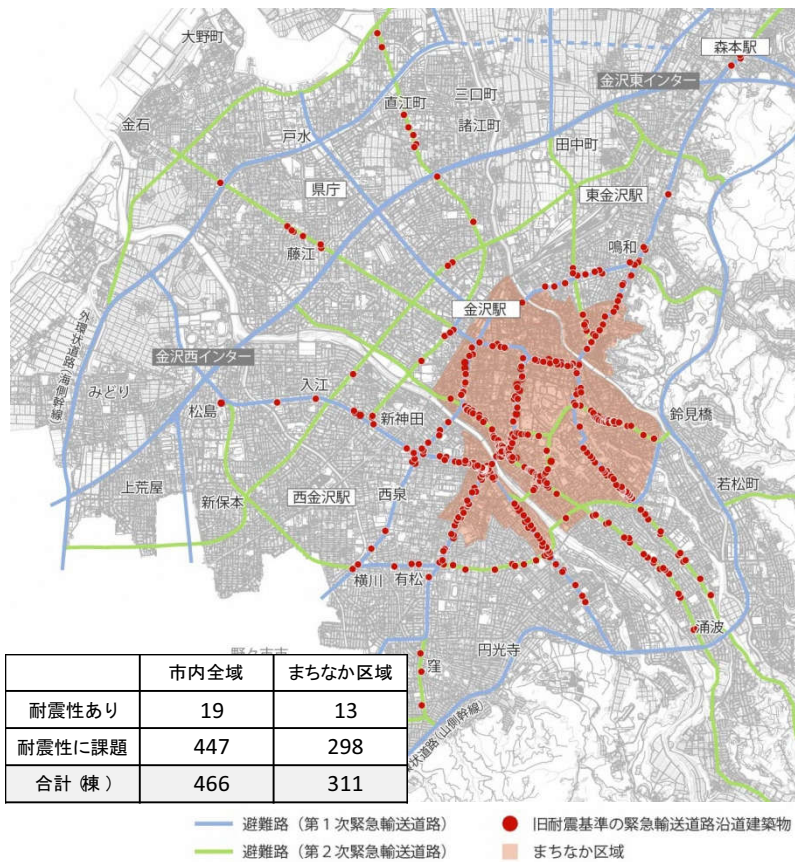 大野町
森本駅
金沢東インター
三口町
直江町
金石
諸江町
戸水
田中町
県庁
東金沢駅
鳴和
藤江
金沢駅
外環状道路(海側幹線)
金沢西インター
みどり
入江
松島
新神田
鈴見橋
上荒屋
若松町
新保本
西金沢駅
西泉
横川
有松
涌波
円光寺
窪
状道路(山側幹線)
市内全域 まちなか区域
耐震性あり 19 13
耐震性に課題 447 298
合計(棟) 466 311
避難路(第1次緊急輸送道路)
旧耐震基準の緊急輸送道路沿道建築物
避難路(第2次緊急輸送道路)
まちなか区域